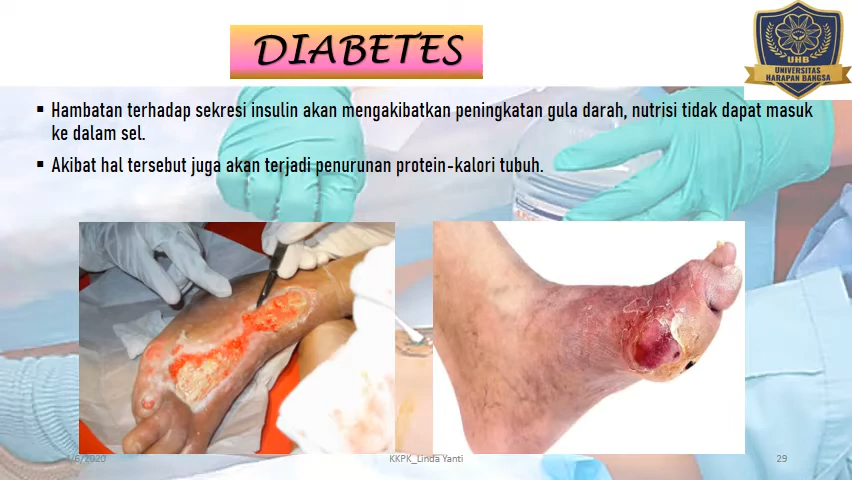 DIABETES
UHB
UNIVERSITAS
HARAPAN BANGSA
▪ Hambatan terhadap sekresi insulin akan mengakibatkan peningkatan gula darah, nutrisi tidak dapat masuk
ke dalam sel.
▪ Akibat hal tersebut juga akan terjadi penurunan protein-kalori tubuh.
KKPK_Linda Yanti
29